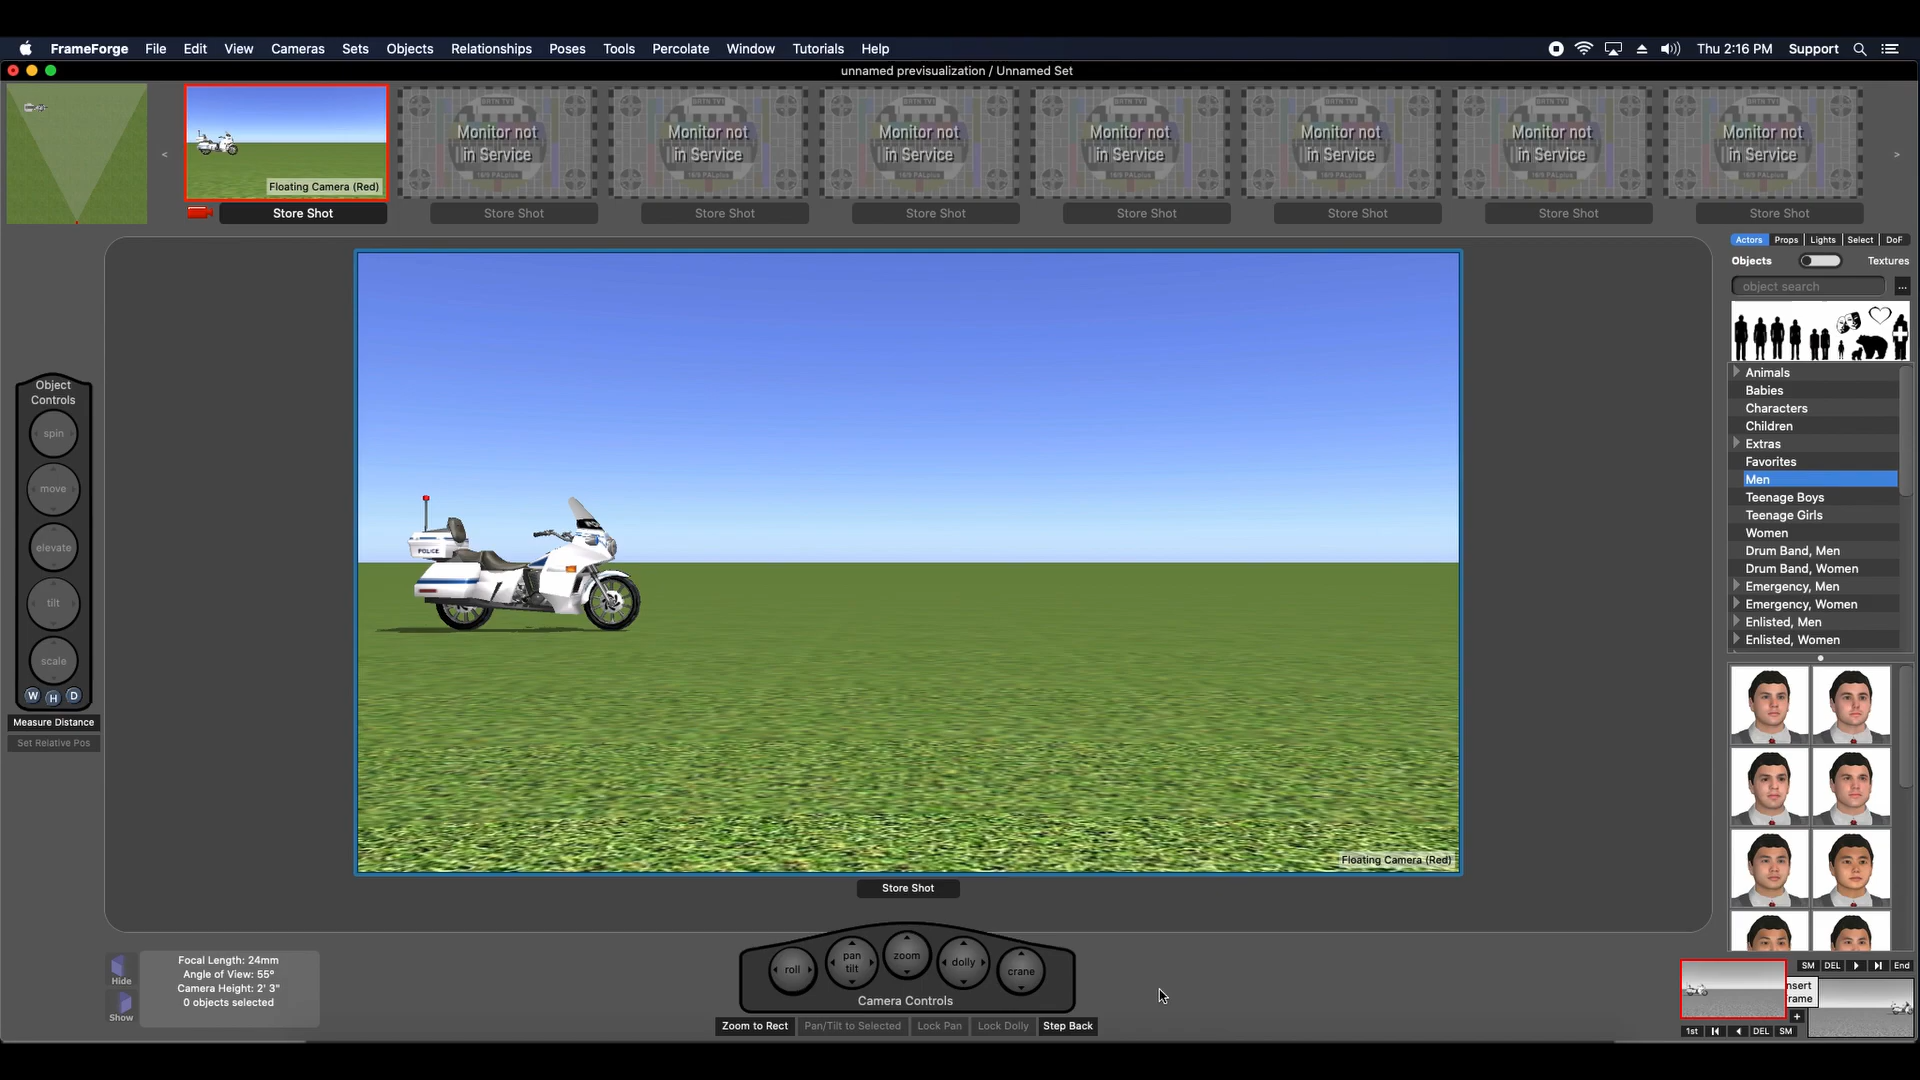 FrameForge File Edit View Cameras Sets Objects Relationships Poses Tools Percolate Window Tutorials Help Thu 2:16 PM Support
unnamed previsualization / Unnamed Set
Floating Camera (Red)
Monitor not in Service
Monitor not in Service
Monitor not in Service
Monitor not in Service
Monitor not in Service
Monitor not in Service
Monitor not in Service
< >
Store Shot Store Shot Store Shot Store Shot Store Shot Store Shot Store Shot Store Shot
Actors Props Lights Select DoF
Objects Textures
object search ...
Animals
Babies
Characters
Children
Extras
Favorites
Men
Teenage Boys
Teenage Girls
Women
Drum Band, Men
Drum Band, Women
Emergency, Men
Emergency, Women
Enlisted, Men
Enlisted, Women
Object
Controls
spin
move
elevate
tilt
scale
W H D
Measure Distance
Set Relative Pos
POLICE
Floating Camera (Red)
Store Shot
Hide
Show
Focal Length: 24mm
Angle of View: 55°
Camera Height: 2' 3"
0 objects selected
roll pan tilt zoom dolly crane
Camera Controls
Zoom to Rect Pan/Tilt to Selected Lock Pan Lock Dolly Step Back
SM DEL End
nsert
rame
+
1st DEL SM